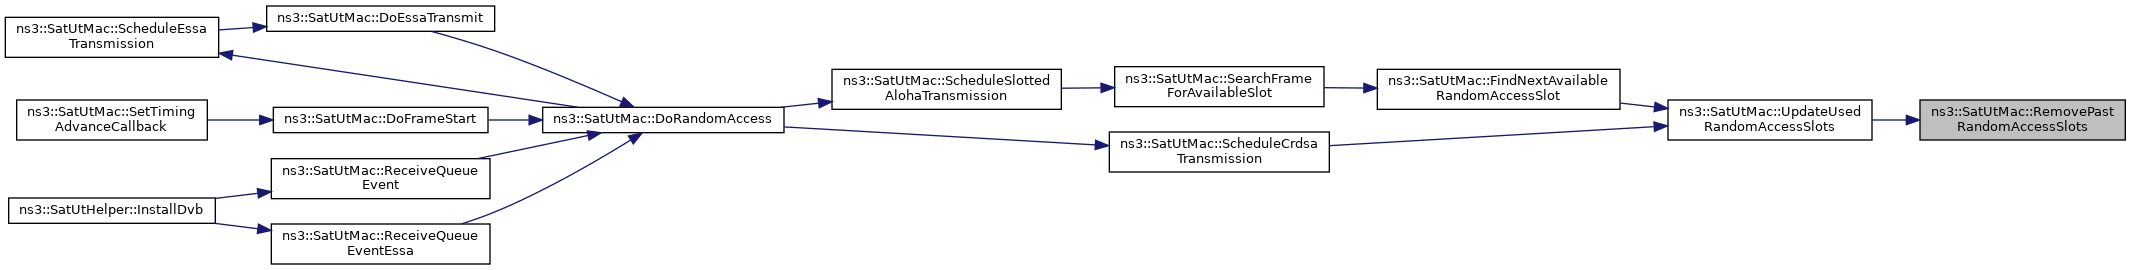 ns3::SatUtMac::ScheduleEssa
Transmission
ns3::SatUtMac::DoEssaTransmit
ns3::SatUtMac::SetTiming
AdvanceCallback
ns3::SatUtMac::DoFrameStart
ns3::SatUtHelper::InstallDvb
ns3::SatUtMac::ReceiveQueue
Event
ns3::SatUtMac::ReceiveQueue
EventEssa
ns3::SatUtMac::DoRandomAccess
ns3::SatUtMac::ScheduleSlotted
AlohaTransmission
ns3::SatUtMac::ScheduleCrdsa
Transmission
ns3::SatUtMac::SearchFrame
ForAvailableSlot
ns3::SatUtMac::FindNextAvailable
RandomAccessSlot
ns3::SatUtMac::UpdateUsed
RandomAccessSlots
ns3::SatUtMac::RemovePast
RandomAccessSlots